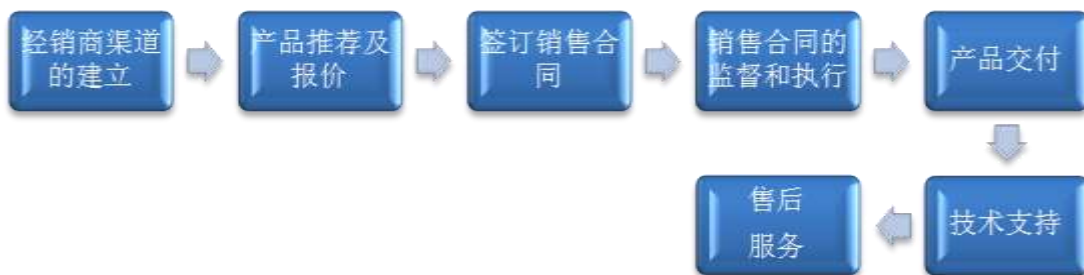 经销商渠道
的建立
产品推荐及
报价
签订销售合
同
销售合同的
监督和执行
产品交付
技术支持
售后
服务